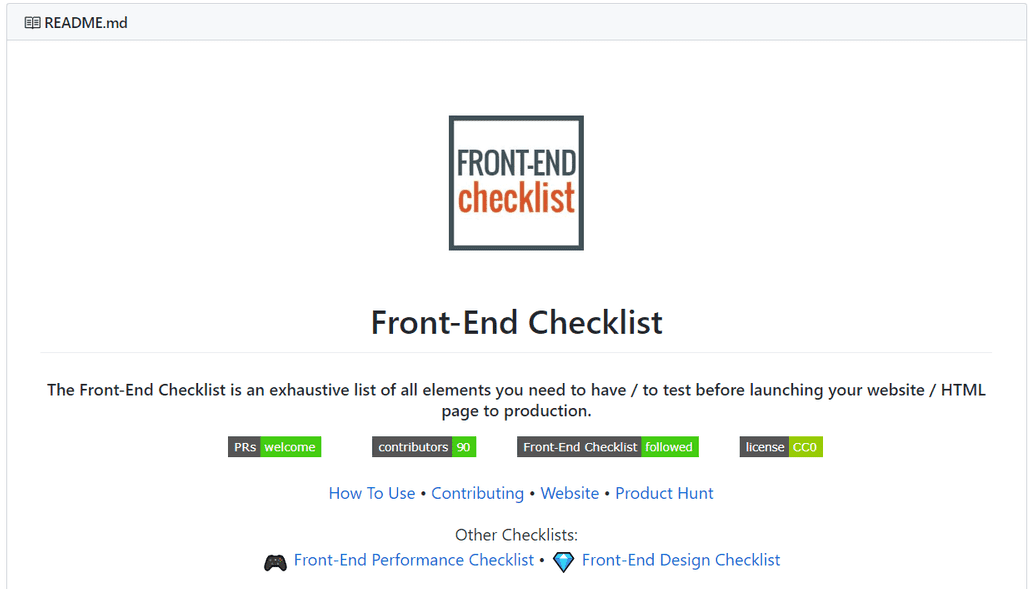 README.md
FRONT-END
checklist
Front-End Checklist
The Front-End Checklist is an exhaustive list of all elements you need to have / to test before launching your website / HTML
page to production.
PRs welcome contributors 90 Front-End Checklist followed license CC0
How To Use • Contributing • Website • Product Hunt
Other Checklists:
Front-End Performance Checklist • Front-End Design Checklist